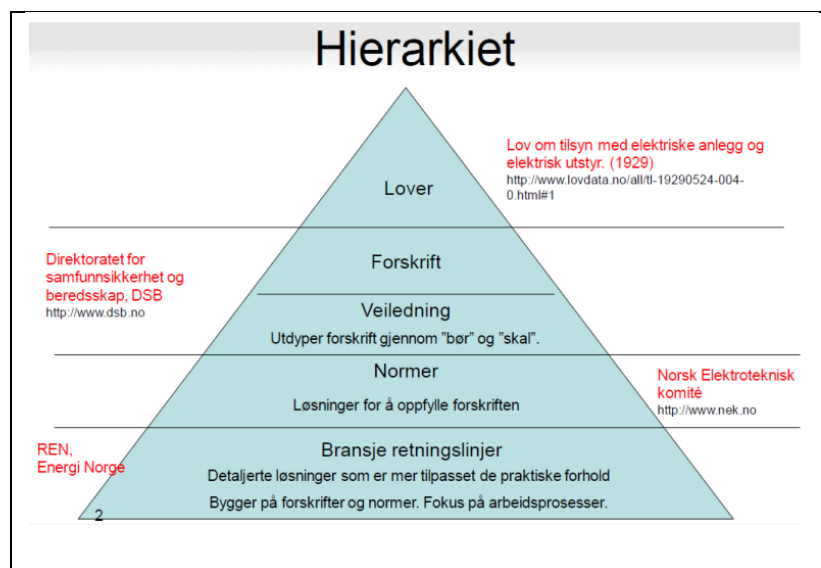 Hierarkiet
Lov om tilsyn med elektriske anlegg og
elektrisk utstyr. (1929)
http://www.lovdata.no/all/tl-19290524-004-
0.html#1
Lover
Direktoratet for
samfunnsikkerhet og
beredsskap, DSB
http://www.dsb.no
Forskrift
Veiledning
Utdyper forskrift gjennom ”bør” og ”skal”.
Normer
Løsninger for å oppfylle forskriften
Norsk Elektroteknisk
komité
http://www.nek.no
REN,
Energi Norge
Bransje retningslinjer
Detaljerte løsninger som er mer tilpasset de praktiske forhold
Bygger på forskrifter og normer. Fokus på arbeidsprosesser.
2